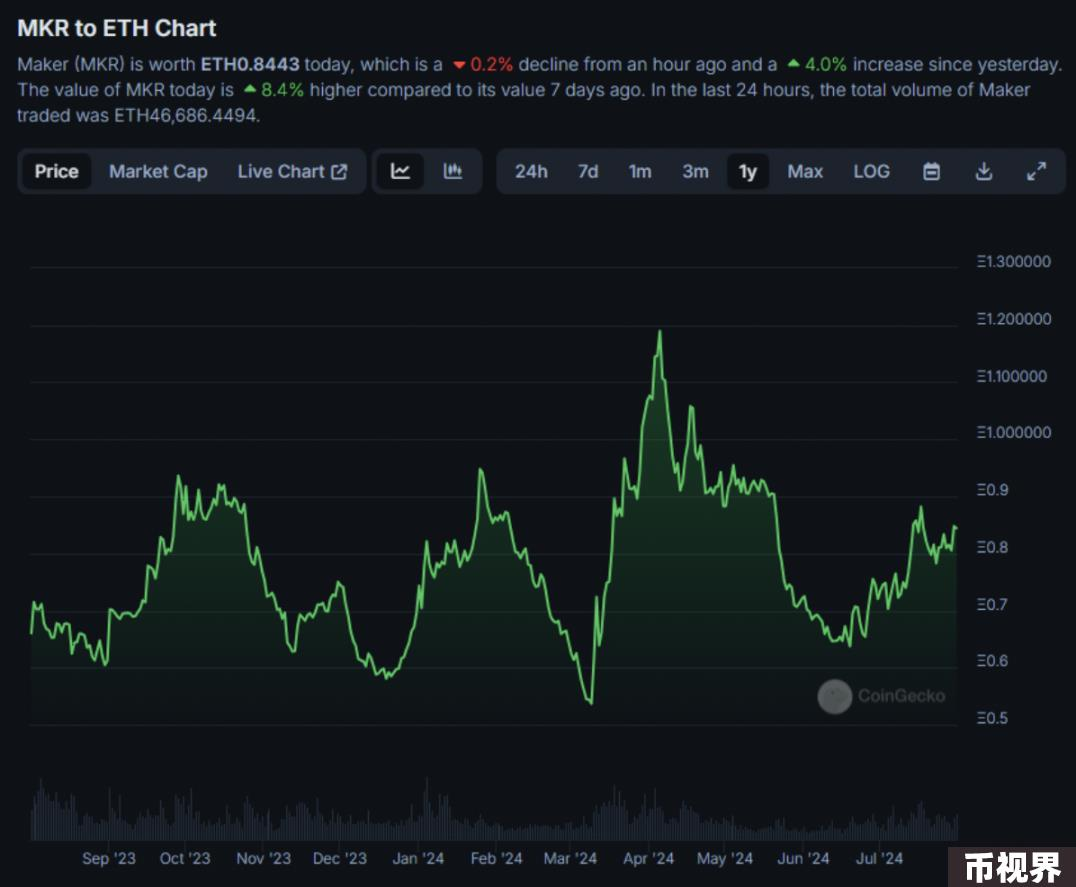 MKR to ETH Chart
Maker (MKR) is worth ETH0.8443 today, which is a ▼ 0.2% decline from an hour ago and a ▲ 4.0% increase since yesterday.
The value of MKR today is ▲ 8.4% higher compared to its value 7 days ago. In the last 24 hours, the total volume of Maker
traded was ETH46,686.4494.
Price Market Cap Live Chart 24h 7d 1m 3m 1y Max LOG
Ξ1.300000
Ξ1.200000
Ξ1.100000
Ξ1.000000
Ξ0.9
Ξ0.8
Ξ0.7
Ξ0.6
CoinGecko
Ξ0.5
Sep '23 Oct '23 Nov '23 Dec '23 Jan '24 Feb '24 Mar '24 Apr '24 May '24 Jun '24 Jul '24
币视界